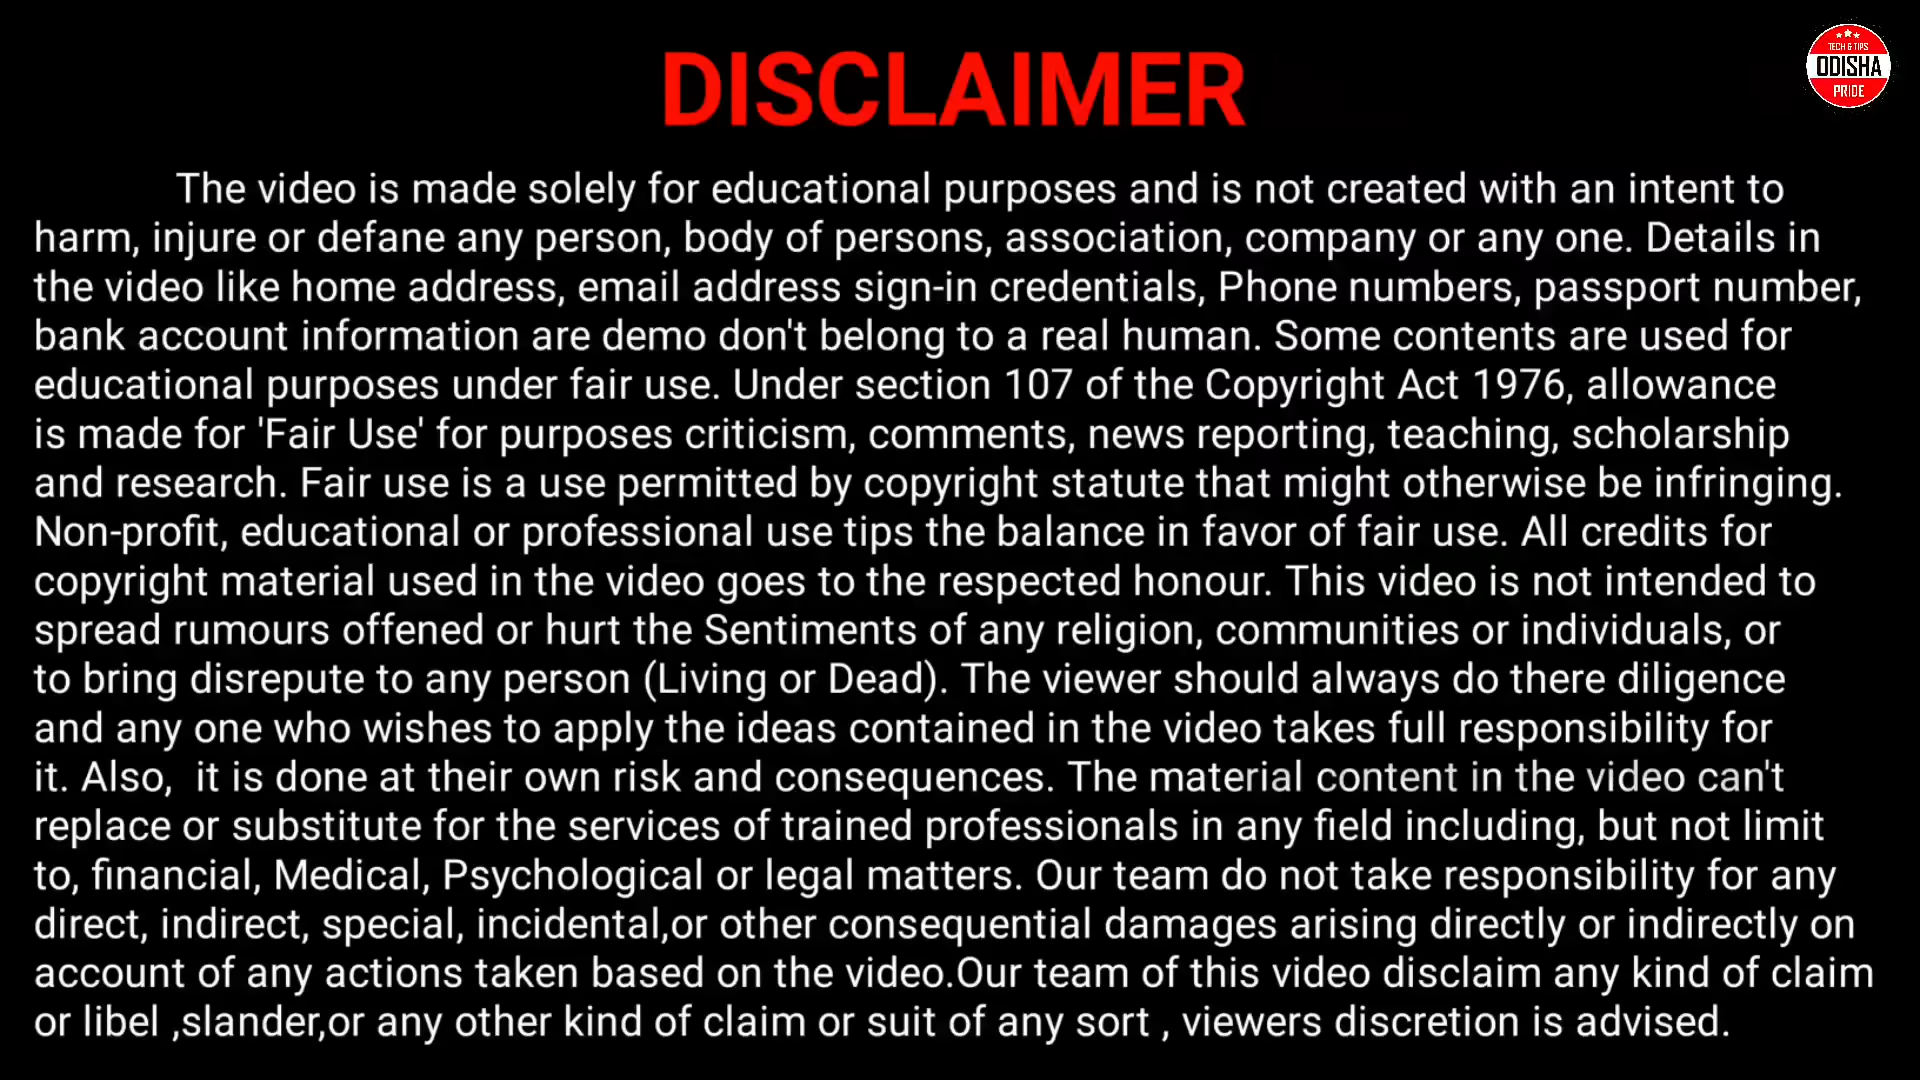 TECH & TIPS
ODISHA
PRIDE
DISCLAIMER
The video is made solely for educational purposes and is not created with an intent to
harm, injure or defane any person, body of persons, association, company or any one. Details in
the video like home address, email address sign-in credentials, Phone numbers, passport number,
bank account information are demo don't belong to a real human. Some contents are used for
educational purposes under fair use. Under section 107 of the Copyright Act 1976, allowance
is made for 'Fair Use' for purposes criticism, comments, news reporting, teaching, scholarship
and research. Fair use is a use permitted by copyright statute that might otherwise be infringing.
Non-profit, educational or professional use tips the balance in favor of fair use. All credits for
copyright material used in the video goes to the respected honour. This video is not intended to
spread rumours offened or hurt the Sentiments of any religion, communities or individuals, or
to bring disrepute to any person (Living or Dead). The viewer should always do there diligence
and any one who wishes to apply the ideas contained in the video takes full responsibility for
it. Also,  it is done at their own risk and consequences. The material content in the video can't
replace or substitute for the services of trained professionals in any field including, but not limit
to, financial, Medical, Psychological or legal matters. Our team do not take responsibility for any
direct, indirect, special, incidental,or other consequential damages arising directly or indirectly on
account of any actions taken based on the video.Our team of this video disclaim any kind of claim
or libel ,slander,or any other kind of claim or suit of any sort , viewers discretion is advised.